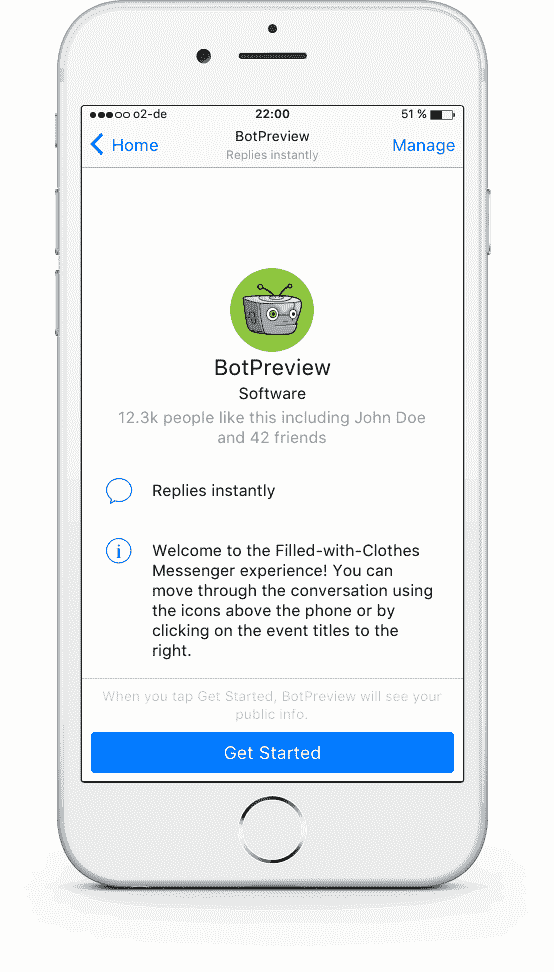 o2-de 22:00 51 %
Home BotPreview Manage
Replies instantly
BotPreview
Software
12.3k people like this including John Doe
and 42 friends
Replies instantly
i Welcome to the Filled-with-Clothes
Messenger experience! You can
move through the conversation using
the icons above the phone or by
clicking on the event titles to the
right.
When you tap Get Started, BotPreview will see your
public info.
Get Started